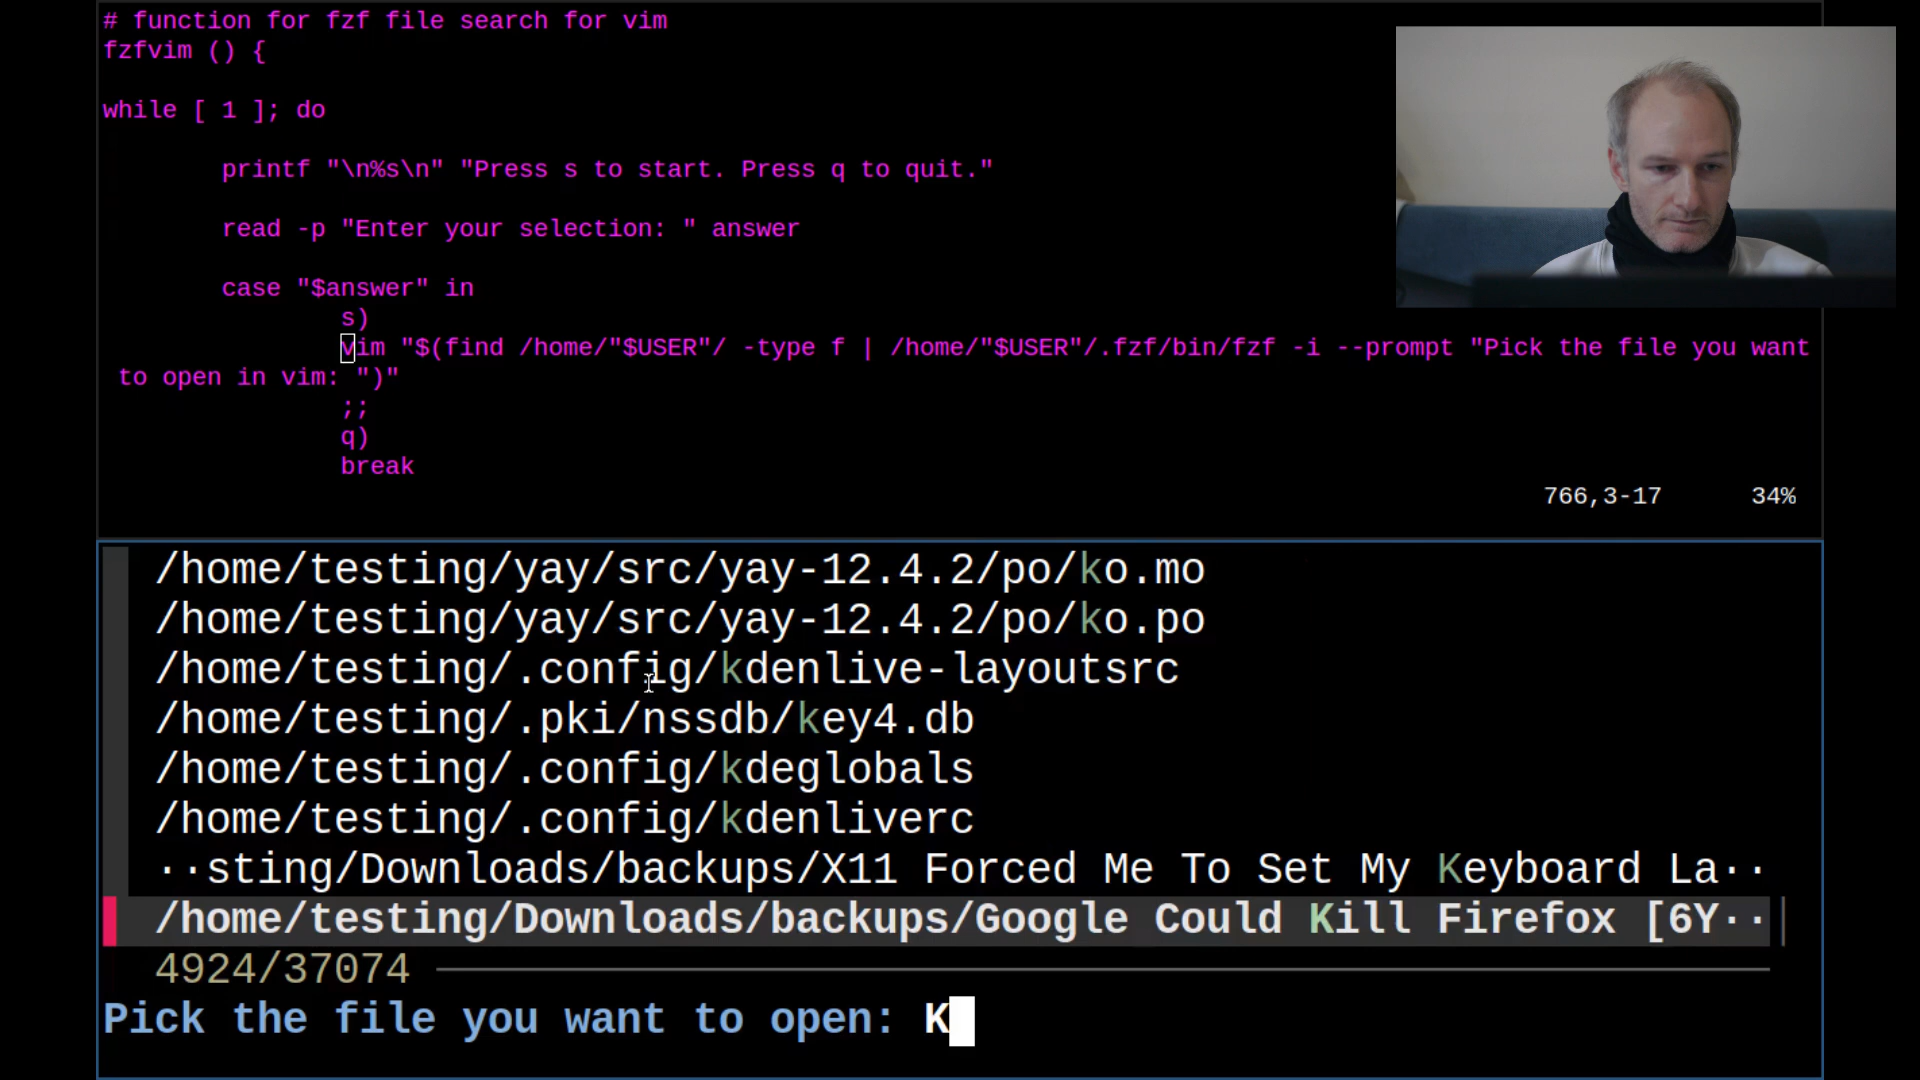 # function for fzf file search for vim
fzfvim () {
while [ 1 ]; do
printf "\n%s\n" "Press s to start. Press q to quit."
read -p "Enter your selection: " answer
case "$answer" in
s)
vim "$(find /home/"$USER"/ -type f | /home/"$USER"/.fzf/bin/fzf -i --prompt "Pick the file you want
to open in vim: ")"
;;
q)
break
766,3-17 34%
/home/testing/yay/src/yay-12.4.2/po/ko.mo
/home/testing/yay/src/yay-12.4.2/po/ko.po
/home/testing/.config/kdenlive-layoutsrc
/home/testing/.pki/nssdb/key4.db
/home/testing/.config/kdeglobals
/home/testing/.config/kdenliverc
··sting/Downloads/backups/X11 Forced Me To Set My Keyboard La··
/home/testing/Downloads/backups/Google Could Kill Firefox [6Y··
4924/37074
Pick the file you want to open: K